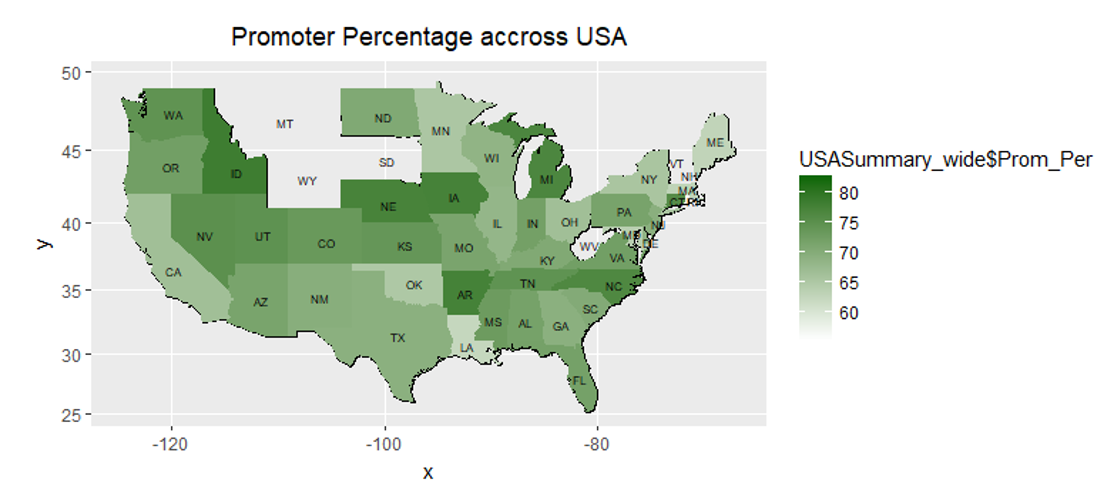 Promoter Percentage accross USA
50
45
40
35
30
25
y
WA
MT
ND
MN
ME
OR
ID
WY
SD
WI
MI
NY
VT
NH
MA
CT
NE
IA
PA
NJ
NV
UT
CO
KS
MO
IL
IN
OH
WV
MD
DE
CA
KY
VA
AZ
NM
OK
AR
TN
NC
SC
TX
LA
MS
AL
GA
FL
-120
-100
-80
x
USASummary_wide$Prom_Per
80
75
70
65
60